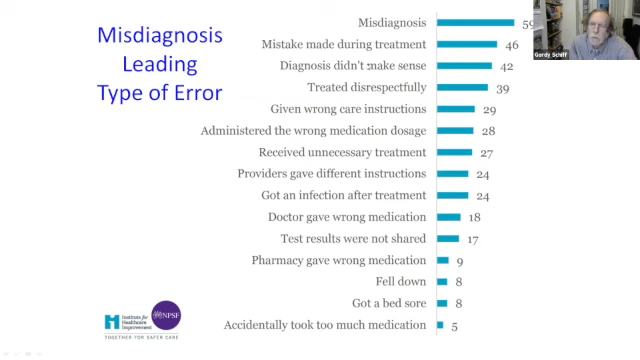 Misdiagnosis
Leading
Type of Error
Misdiagnosis 59
Mistake made during treatment 46
Diagnosis didn't make sense 42
Treated disrespectfully 39
Given wrong care instructions 29
Administered the wrong medication dosage 28
Received unnecessary treatment 27
Providers gave different instructions 24
Got an infection after treatment 24
Doctor gave wrong medication 18
Test results were not shared 17
Pharmacy gave wrong medication 9
Fell down 8
Got a bed sore 8
Accidentally took too much medication 5
Gordy Schiff
Institute for
Healthcare
Improvement
NPSF
TOGETHER FOR SAFER CARE